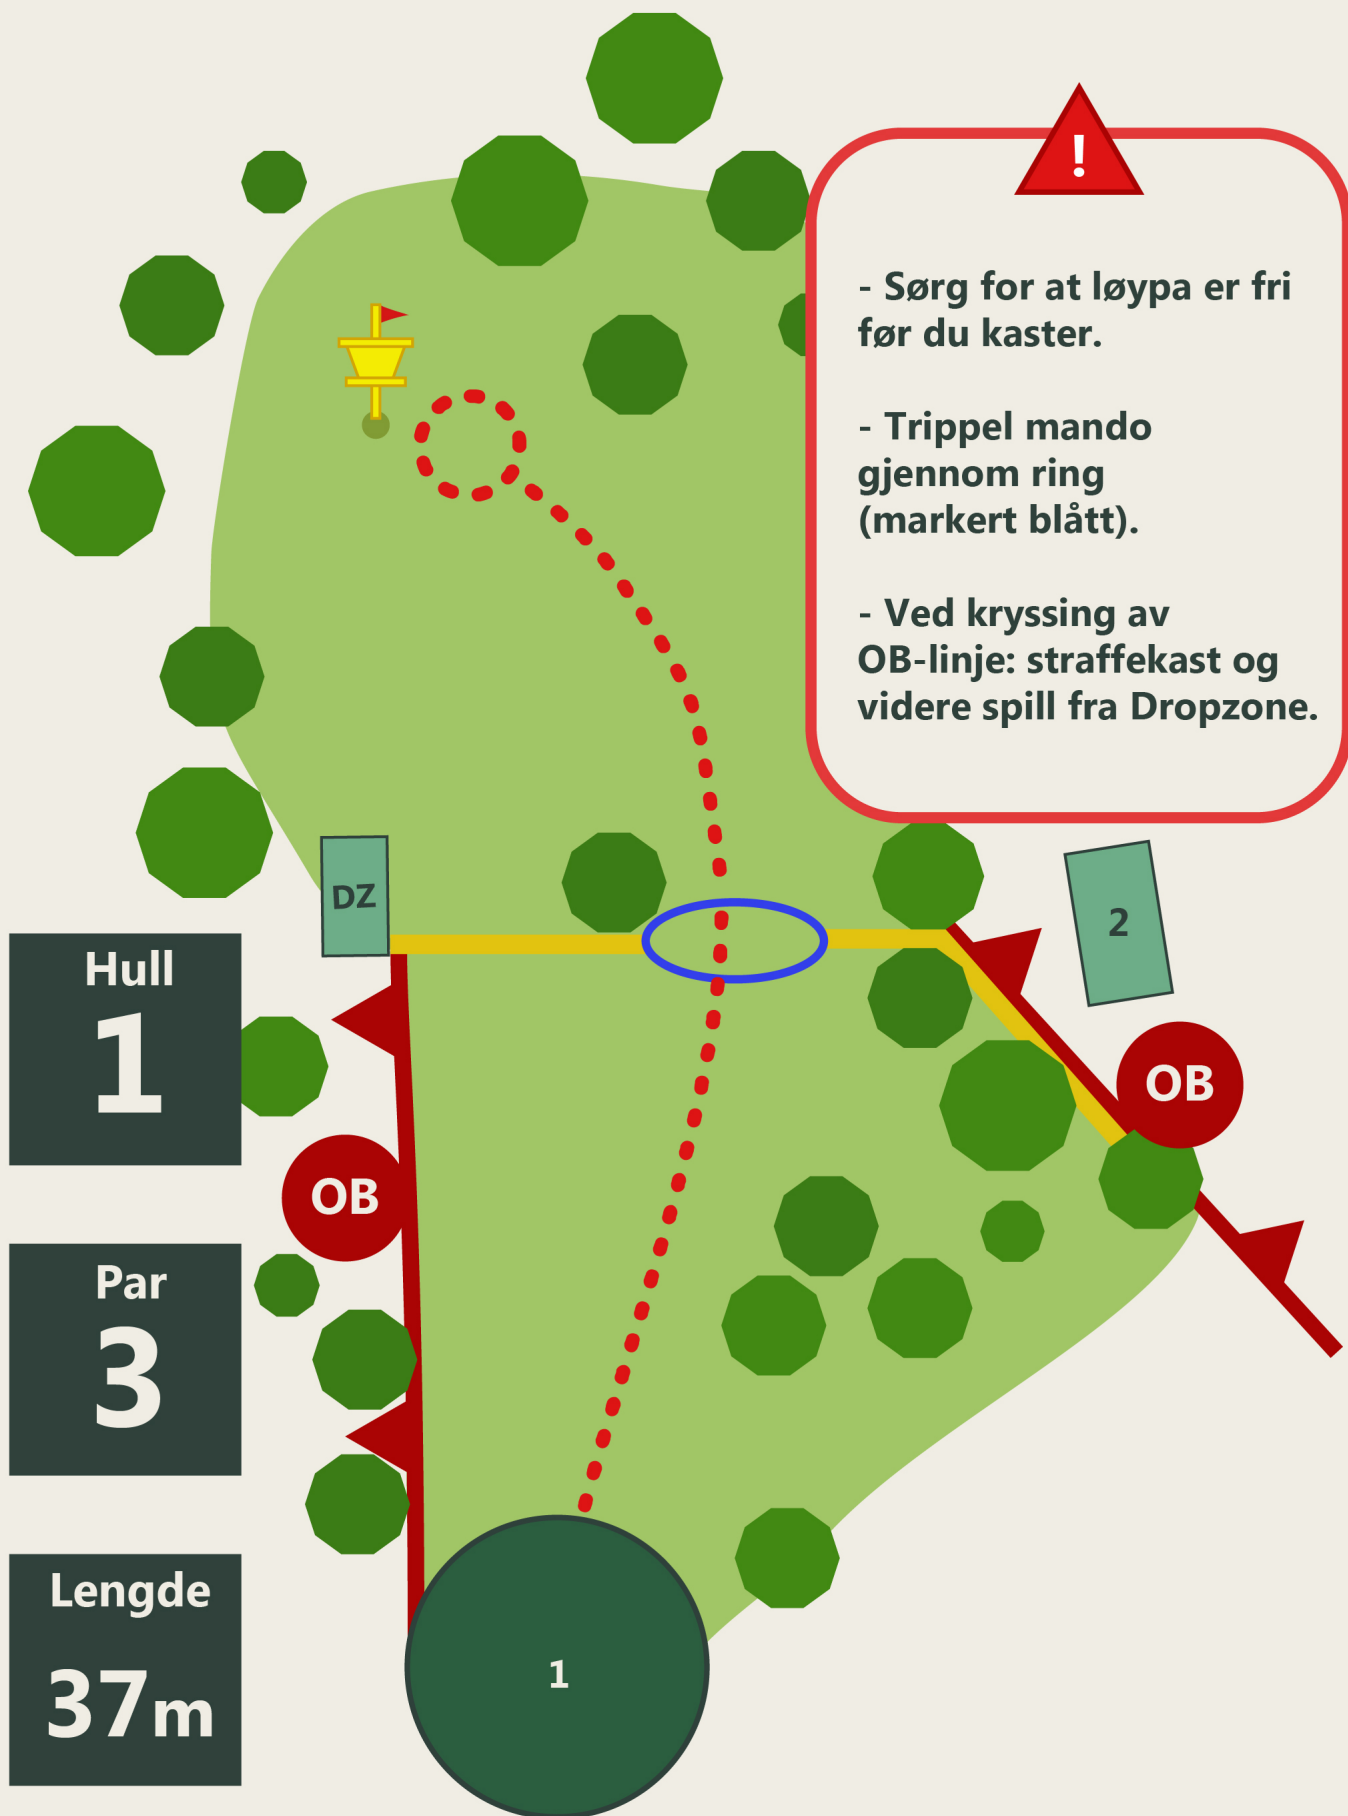 !
- Sørg for at løypa er fri
før du kaster.
- Trippel mando
gjennom ring
(markert blått).
- Ved kryssing av
OB-linje: straffekast og
videre spill fra Dropzone.
DZ
2
Hull
1
OB
OB
Par
3
Lengde
37m
1